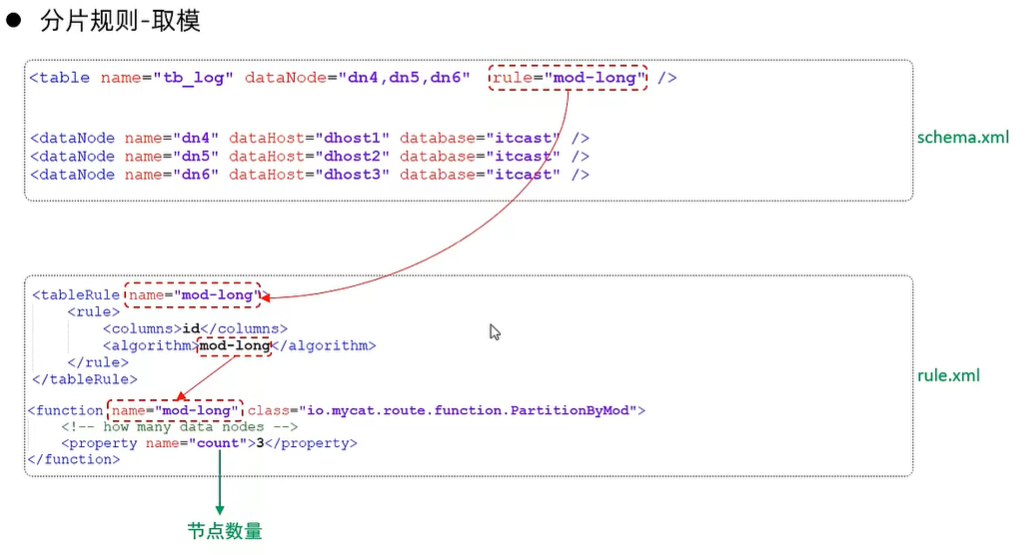 ● 分片规则-取模
<table name="tb_log" dataNode="dn4,dn5,dn6" rule="mod-long" />
<dataNode name="dn4" dataHost="dhost1" database="itcast" />
<dataNode name="dn5" dataHost="dhost2" database="itcast" />
<dataNode name="dn6" dataHost="dhost3" database="itcast" />
schema.xml
<tableRule name="mod-long">
<rule>
<columns>id</columns>
<algorithm>mod-long</algorithm>
</rule>
</tableRule>
<function name="mod-long" class="io.mycat.route.function.PartitionByMod">
<!-- how many data nodes -->
<property name="count">3</property>
</function>
rule.xml
节点数量